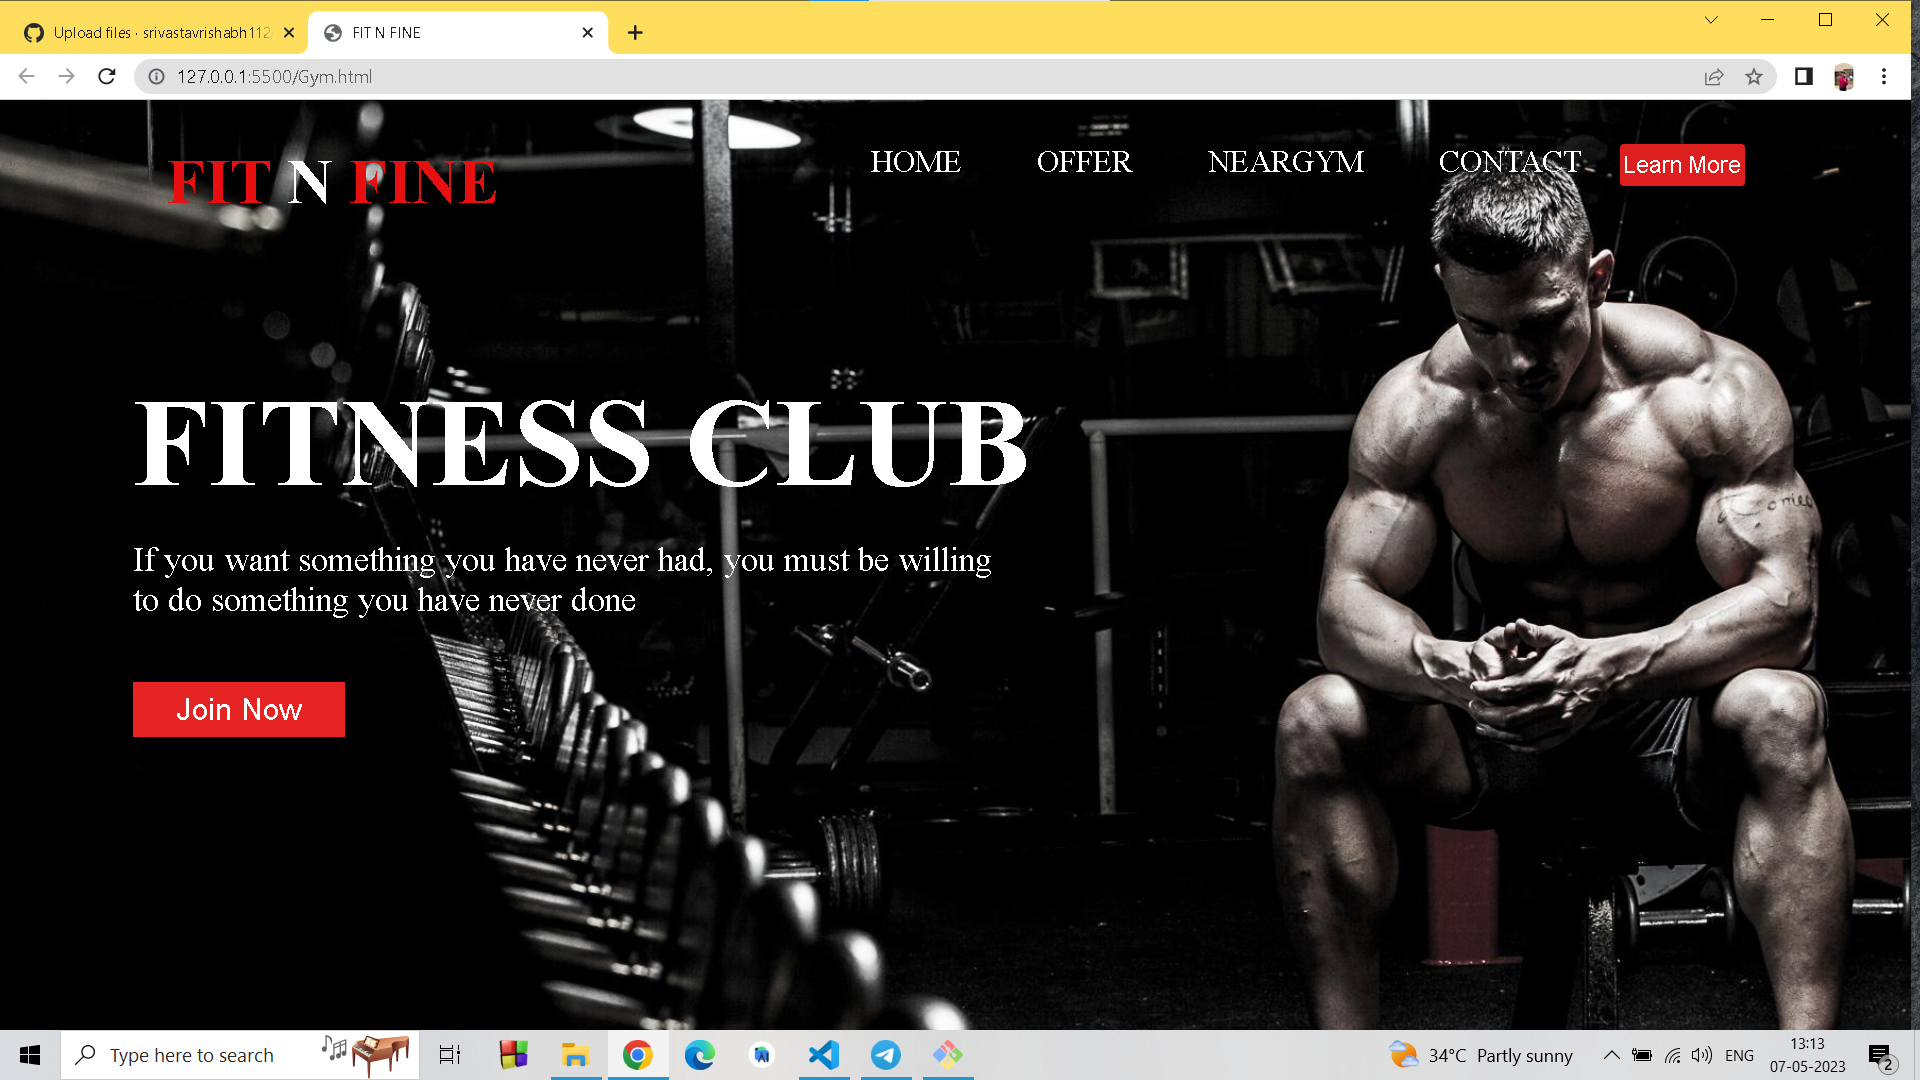 Upload files · srivastavrishabh112
FIT N FINE
127.0.0.1:5500/Gym.html
FIT N FINE
HOME
OFFER
NEARGYM
CONTACT
Learn More
FITNESS CLUB
If you want something you have never had, you must be willing
to do something you have never done
Join Now
Type here to search
34°C Partly sunny
ENG
13:13
07-05-2023
2